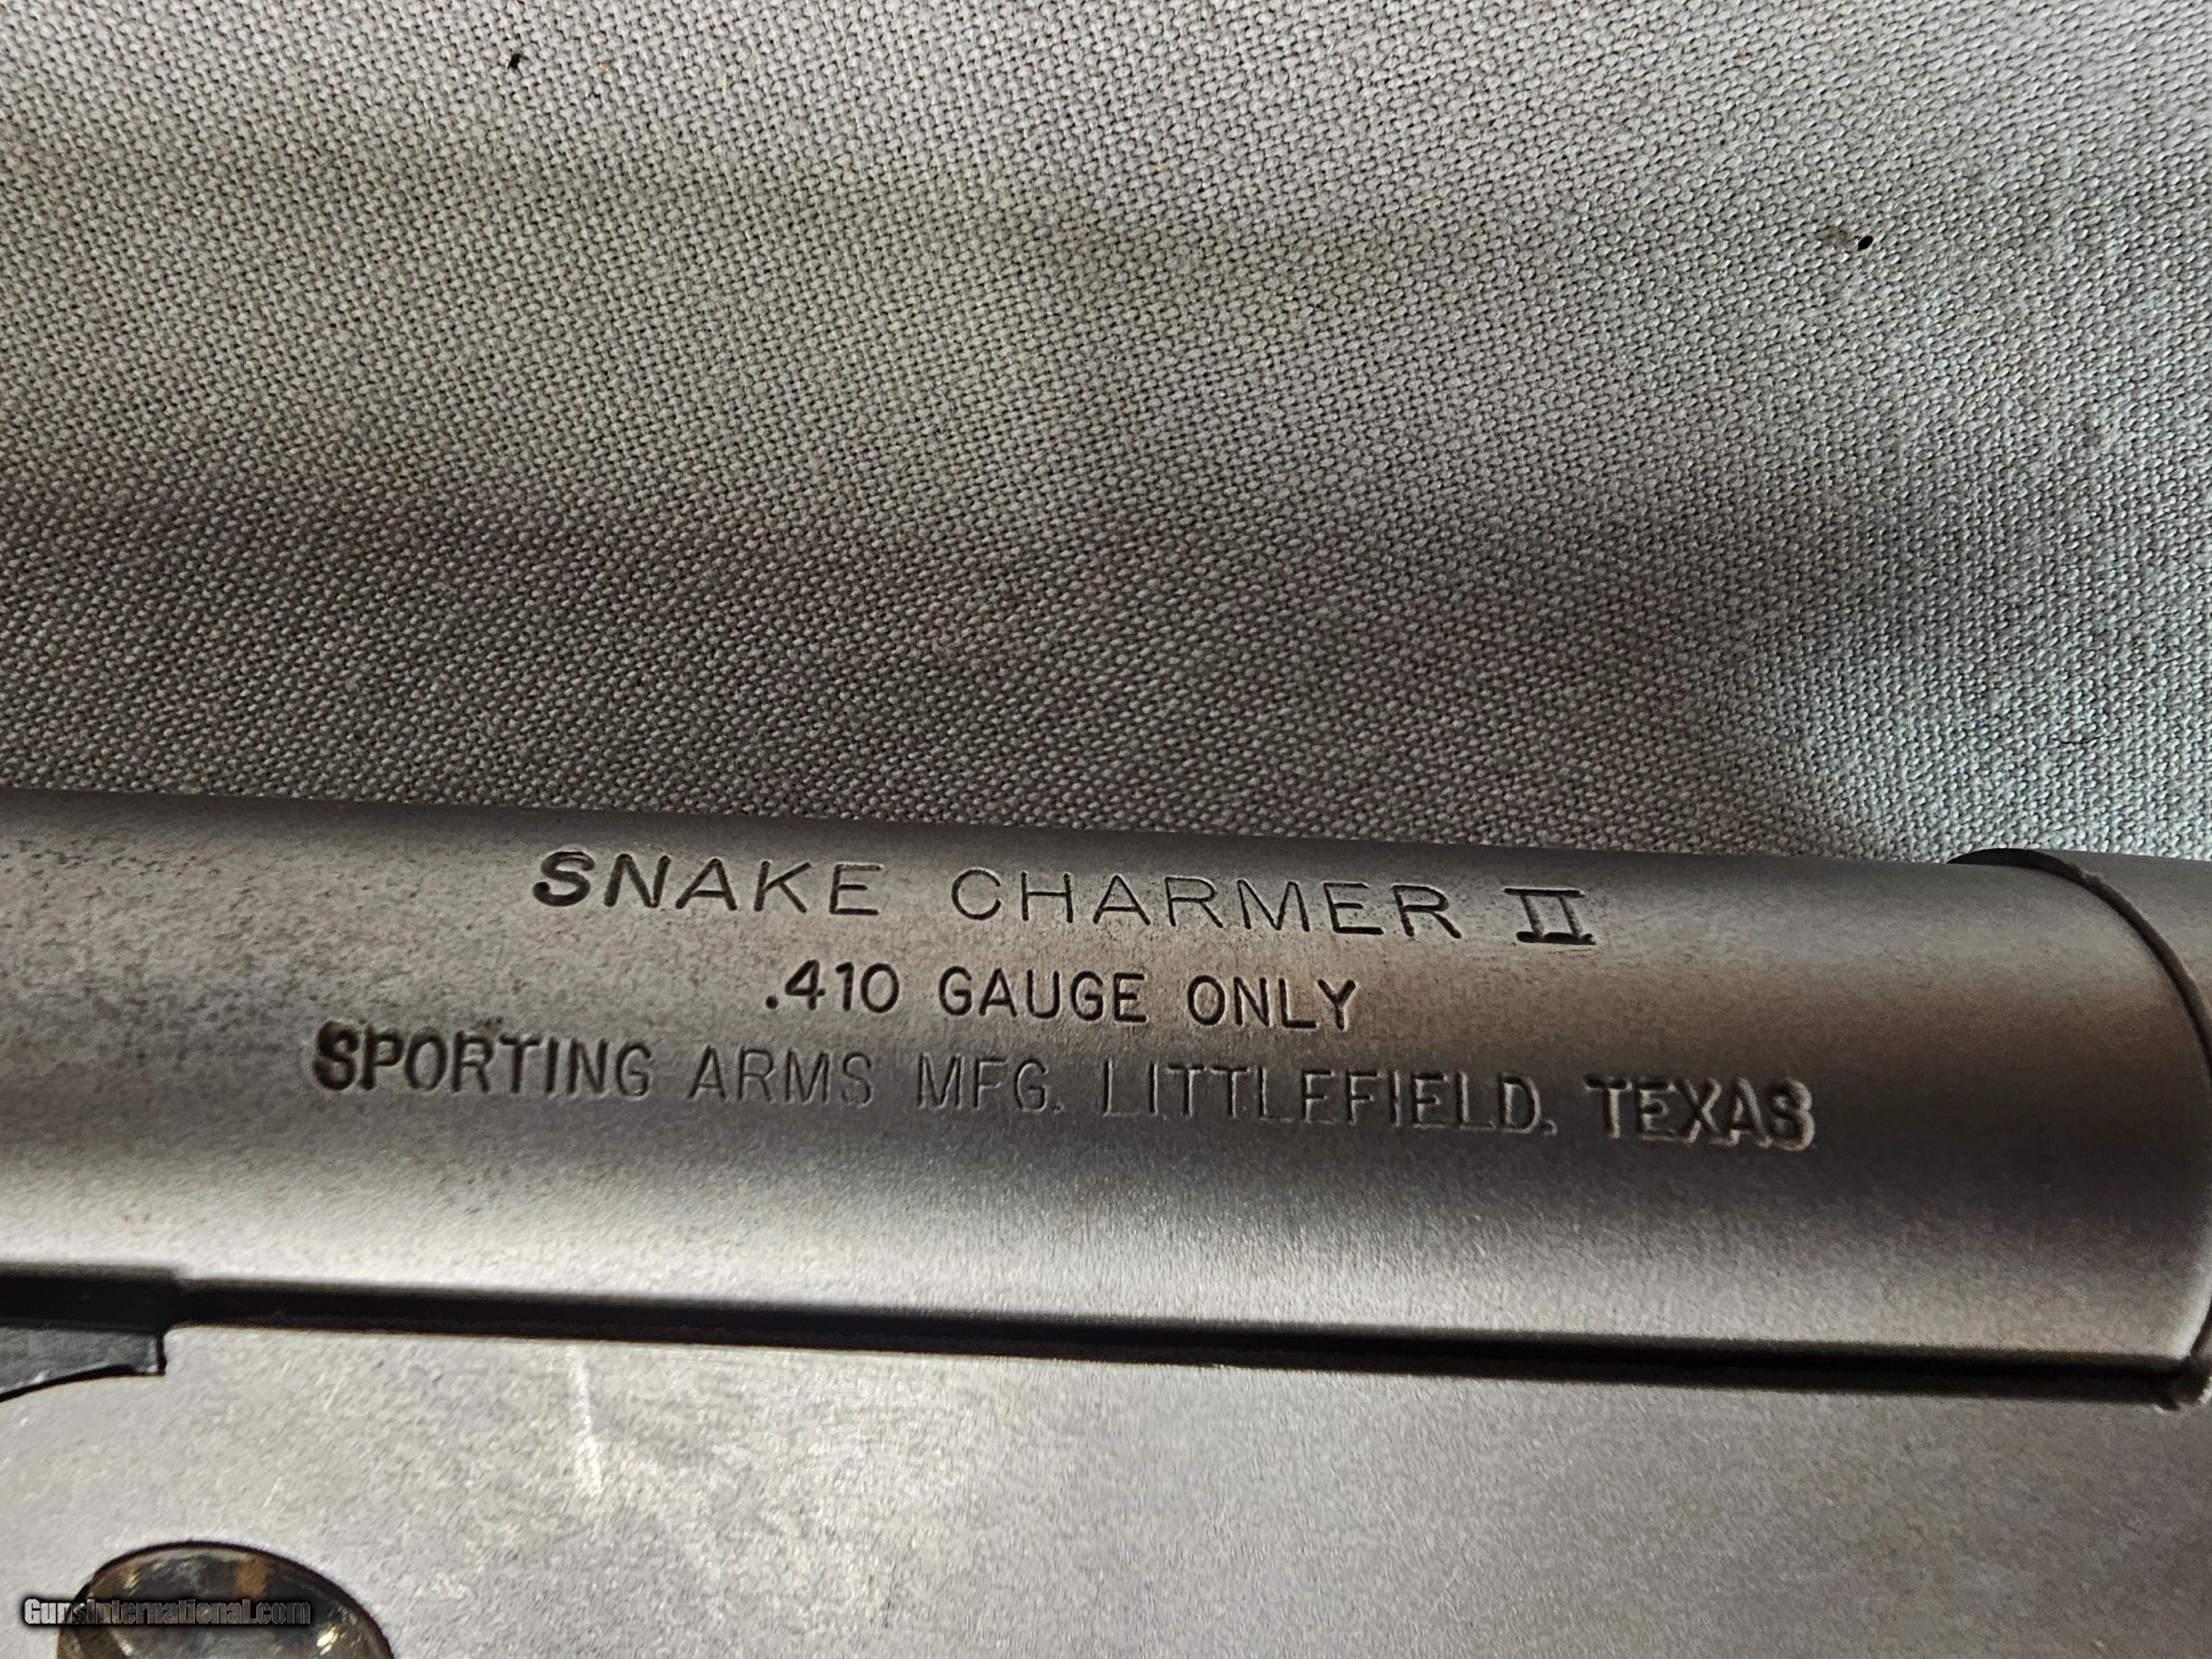 SNAKE CHARMER II
.410 GAUGE ONLY
SPORTING ARMS MFG. LITTLEFIELD, TEXAS
GunsInternational.com